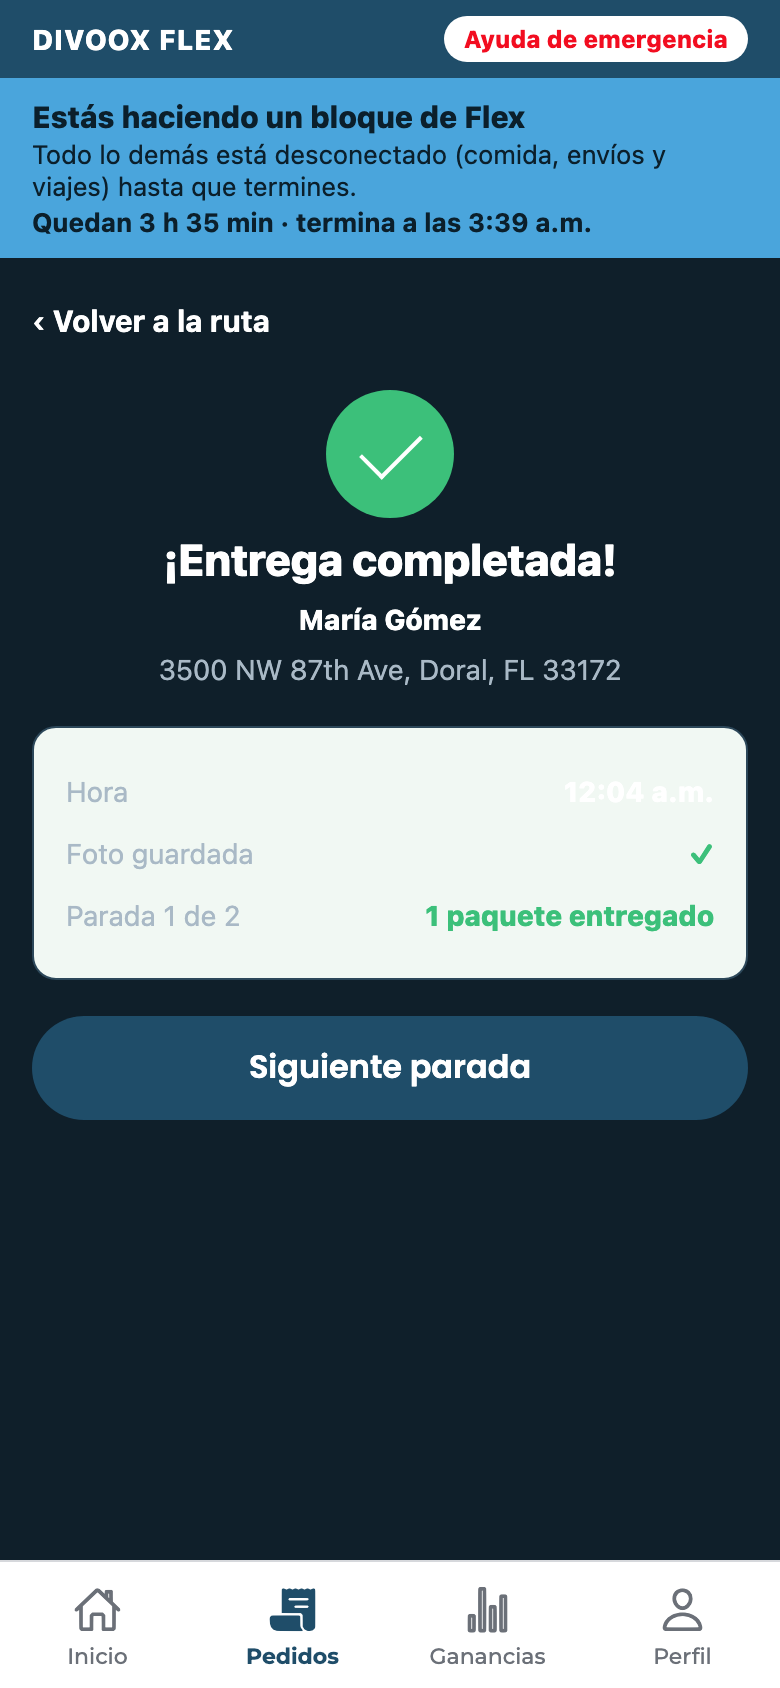 DIVOOX FLEX
Ayuda de emergencia
Estás haciendo un bloque de Flex
Todo lo demás está desconectado (comida, envíos y
viajes) hasta que termines.
Quedan 3 h 35 min · termina a las 3:39 a.m.
‹ Volver a la ruta
¡Entrega completada!
María Gómez
3500 NW 87th Ave, Doral, FL 33172
Hora 12:04 a.m.
Foto guardada ✓
Parada 1 de 2 1 paquete entregado
Siguiente parada
Inicio Pedidos Ganancias Perfil